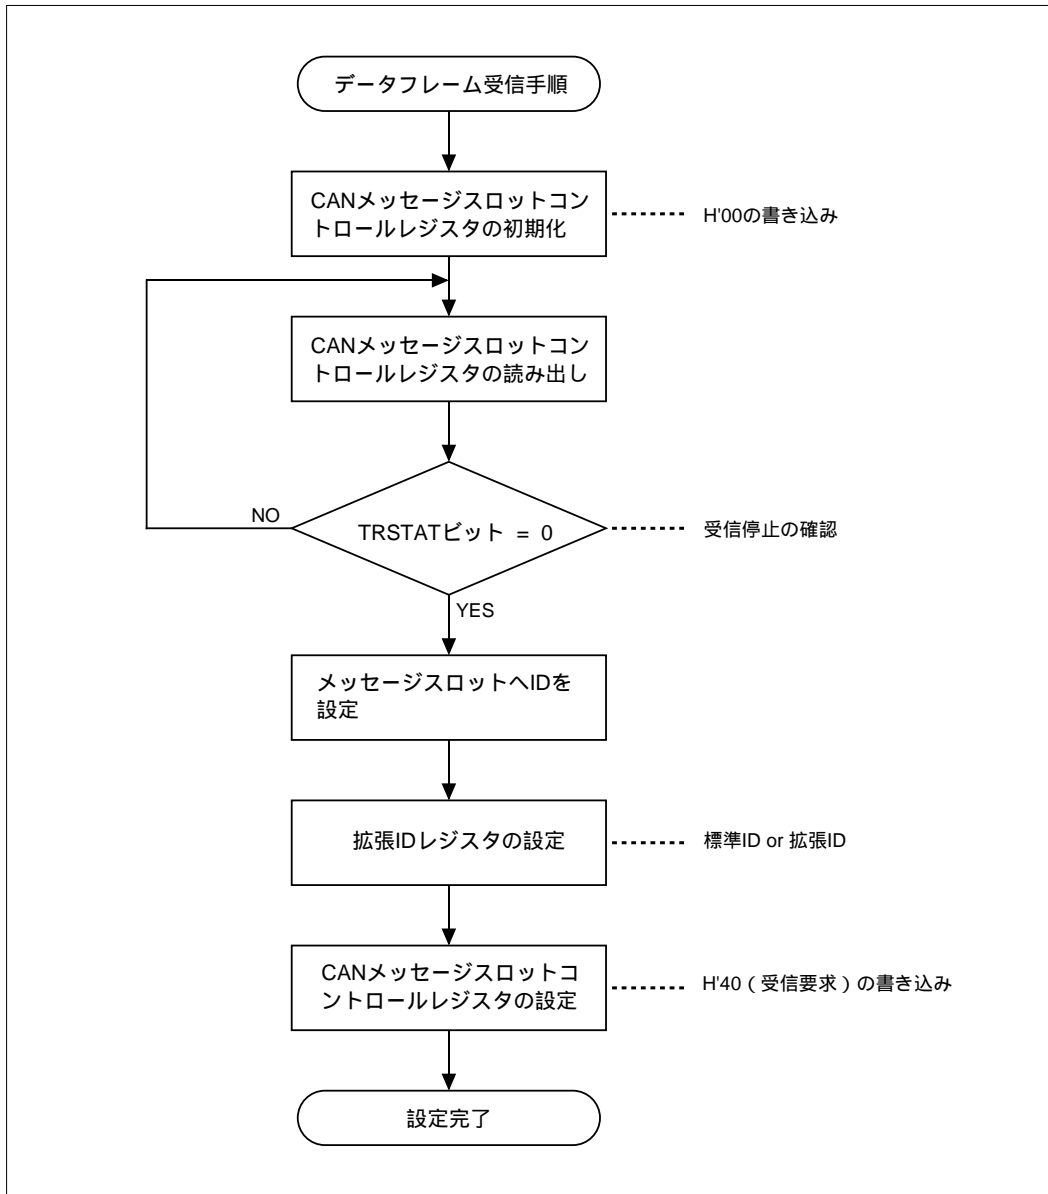 データフレーム受信手順
CANメッセージスロットコン
トロールレジスタの初期化
H'00の書き込み
CANメッセージスロットコン
トロールレジスタの読み出し
NO
TRSTATビット = 0
受信停止の確認
YES
メッセージスロットへIDを
設定
拡張IDレジスタの設定
標準ID or 拡張ID
CANメッセージスロットコ
ントロールレジスタの設定
H'40（受信要求）の書き込み
設定完了